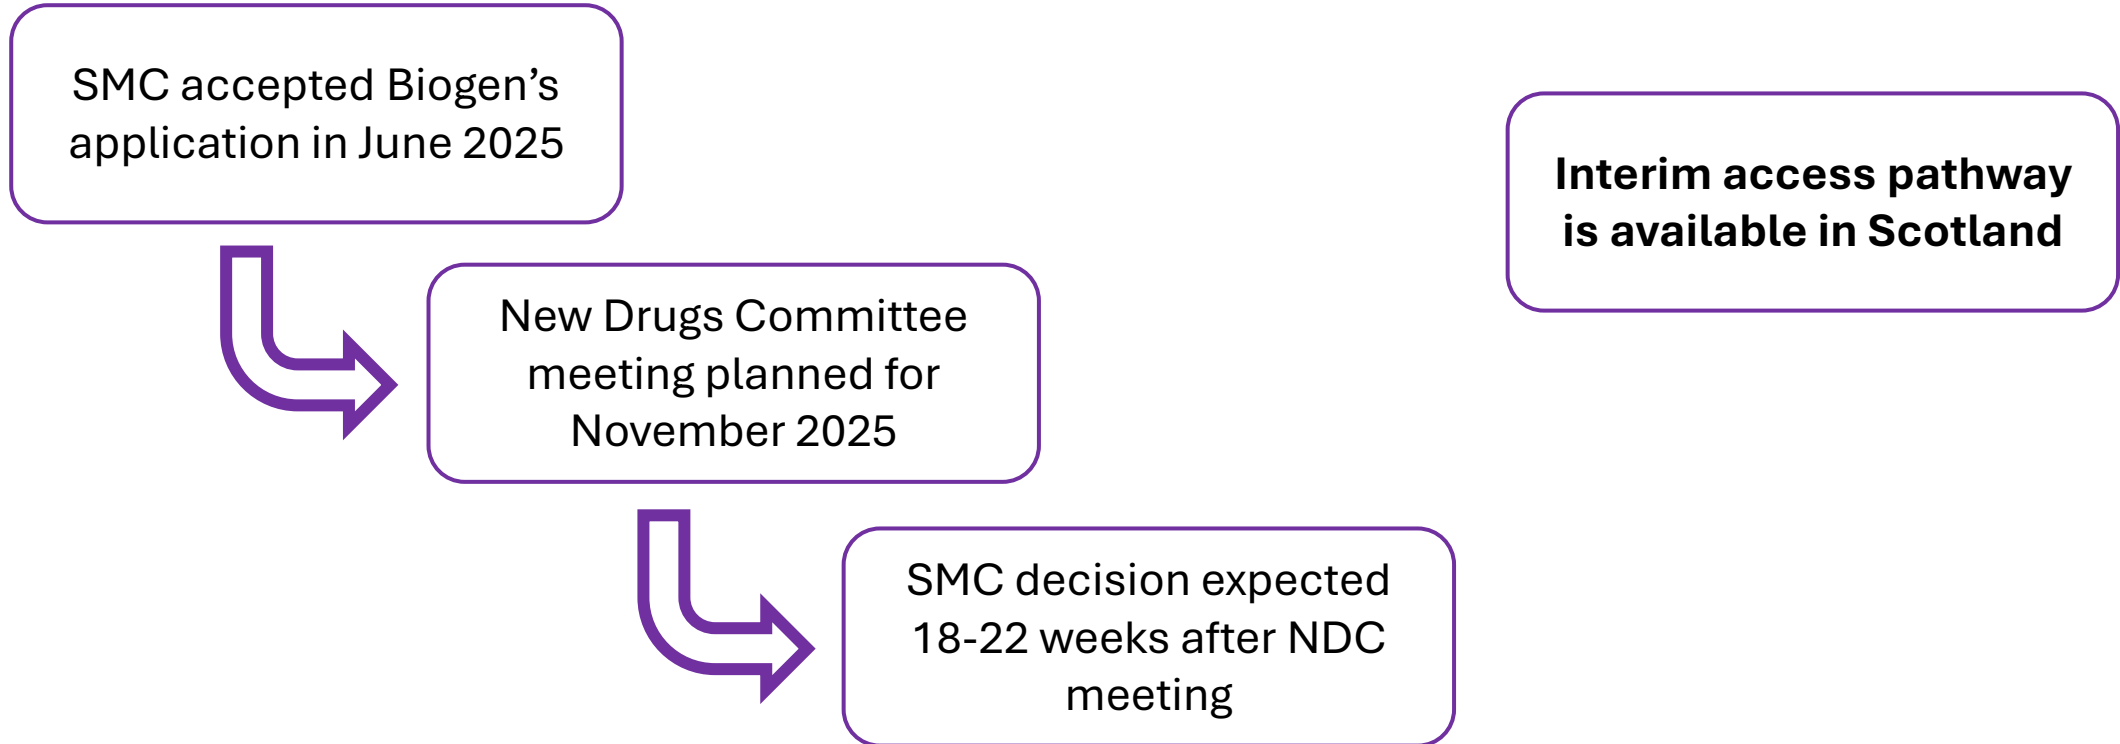 SMC accepted Biogen’s
application in June 2025
Interim access pathway
is available in Scotland
New Drugs Committee
meeting planned for
November 2025
SMC decision expected
18-22 weeks after NDC
meeting